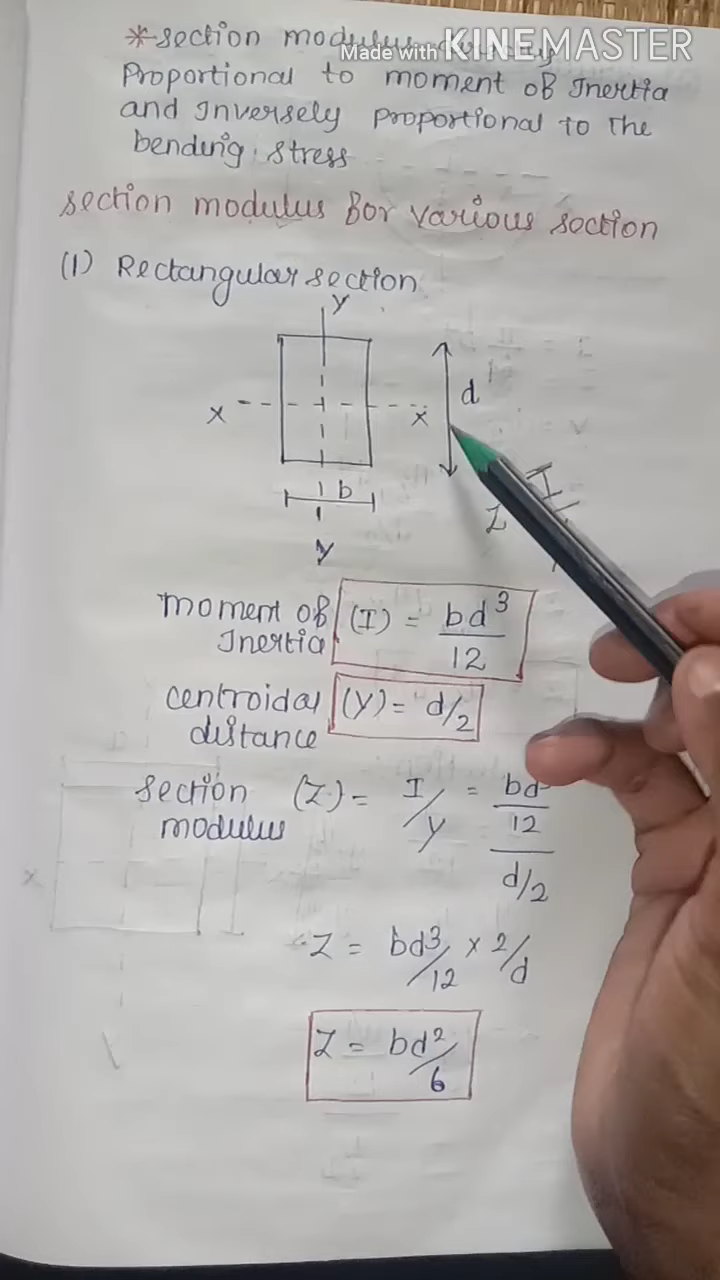 *section modulus
Made with KINEMASTER
Proportional to moment of Inertia
and Inversely proportional to the
bending stress
section modulus for various section
(1) Rectangular section
y
d
x x
b
y
Z I
moment of Inertia (I) = bd³/12
centroidal distance (y) = d/2
section modulus (Z) = I/y = bd/12 / d/2
Z = bd³/12 × 2/d
Z = bd²/6